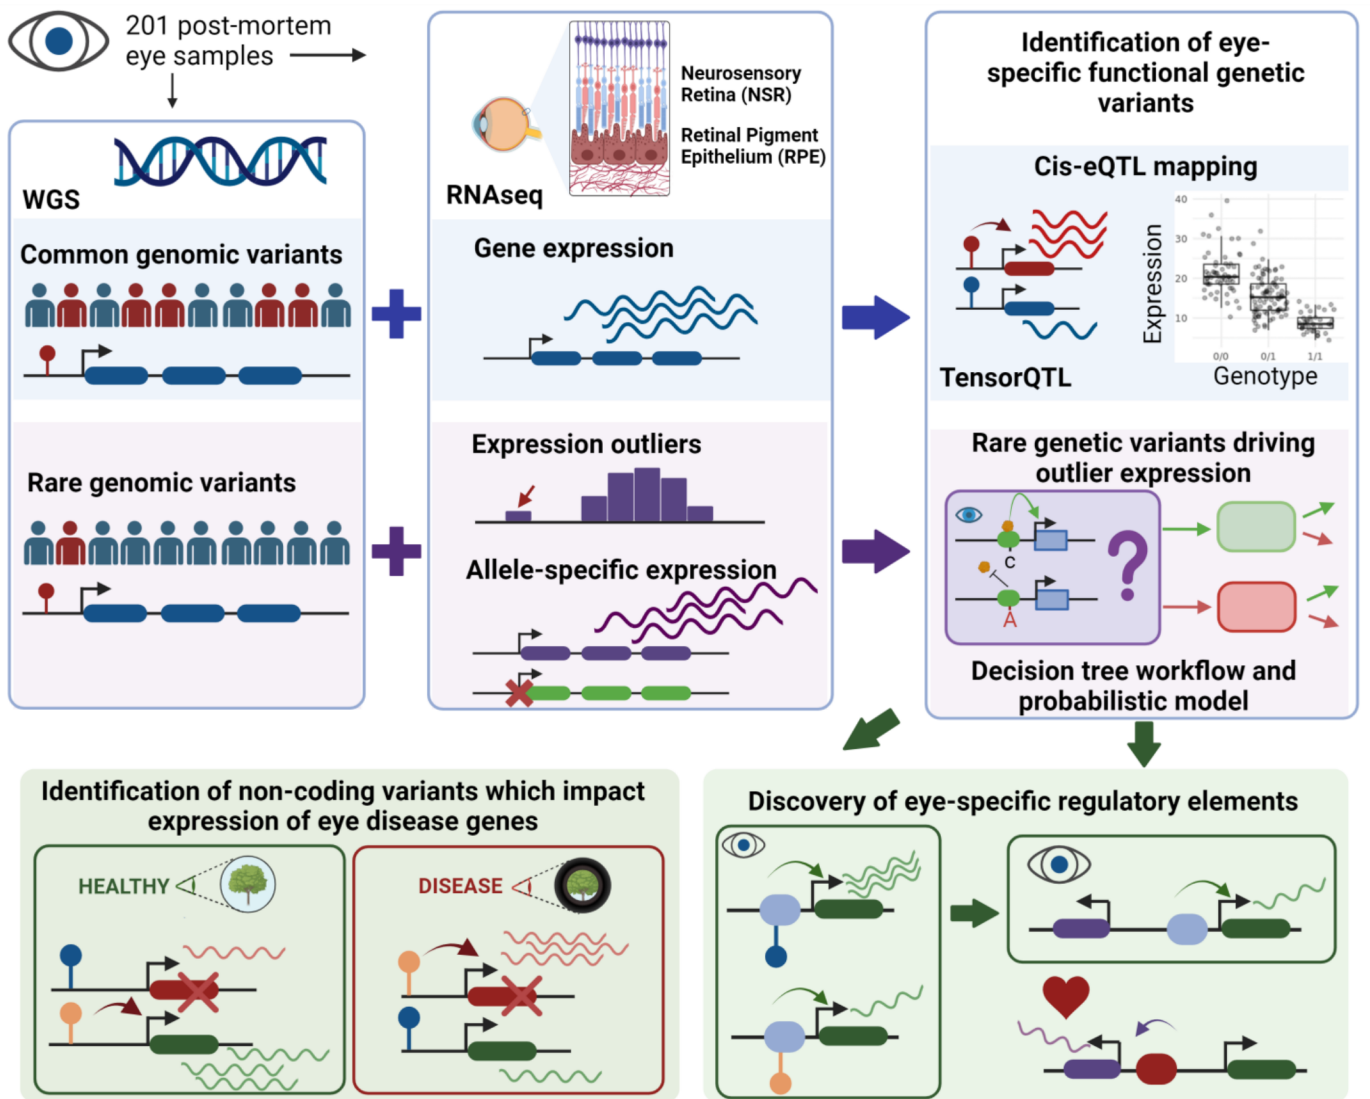 201 post-mortem
eye samples
WGS
Common genomic variants
Rare genomic variants
Neurosensory
Retina (NSR)
Retinal Pigment
Epithelium (RPE)
RNAseq
Gene expression
Expression outliers
Allele-specific expression
Identification of eye-
specific functional genetic
variants
Cis-eQTL mapping
40
30
20
10
Expression
0/0 0/1 1/1
Genotype
TensorQTL
Rare genetic variants driving
outlier expression
C
?
A
Decision tree workflow and
probabilistic model
Identification of non-coding variants which impact
expression of eye disease genes
HEALTHY
DISEASE
Discovery of eye-specific regulatory elements